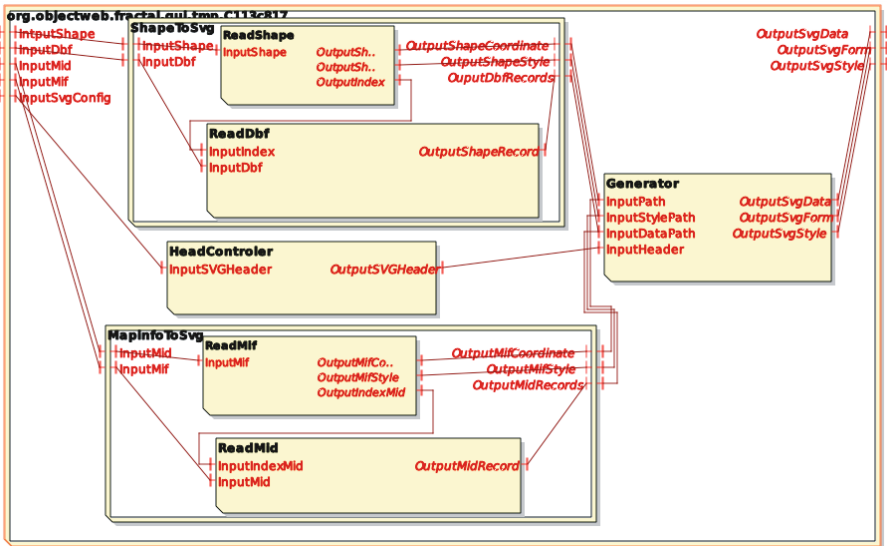 org.objectweb.fractal.gui.tmp.C113c817
IntputShape
InputDbf
InputMid
InputMif
InputSvgConfig
ShapeToSvg
InputShape
InputDbf
ReadShape
InputShape
OutputSh..
OutputSh..
OutputIndex
OutputShapeCoordinate
OutputShapeStyle
OuputDbfRecords
ReadDbf
InputIndex
InputDbf
OutputShapeRecord
HeadControler
InputSVGHeader
OutputSVGHeader
MapinfoToSvg
InputMid
InputMif
ReadMif
InputMif
OutputMifCo..
OutputMifStyle
OutputIndexMid
OutputMifCoordinate
OutputMifStyle
OutputMidRecords
ReadMid
InputIndexMid
InputMid
OutputMidRecord
Generator
InputPath
InputStylePath
InputDataPath
InputHeader
OutputSvgData
OutputSvgForm
OutputSvgStyle
OutputSvgData
OutputSvgForm
OutputSvgStyle